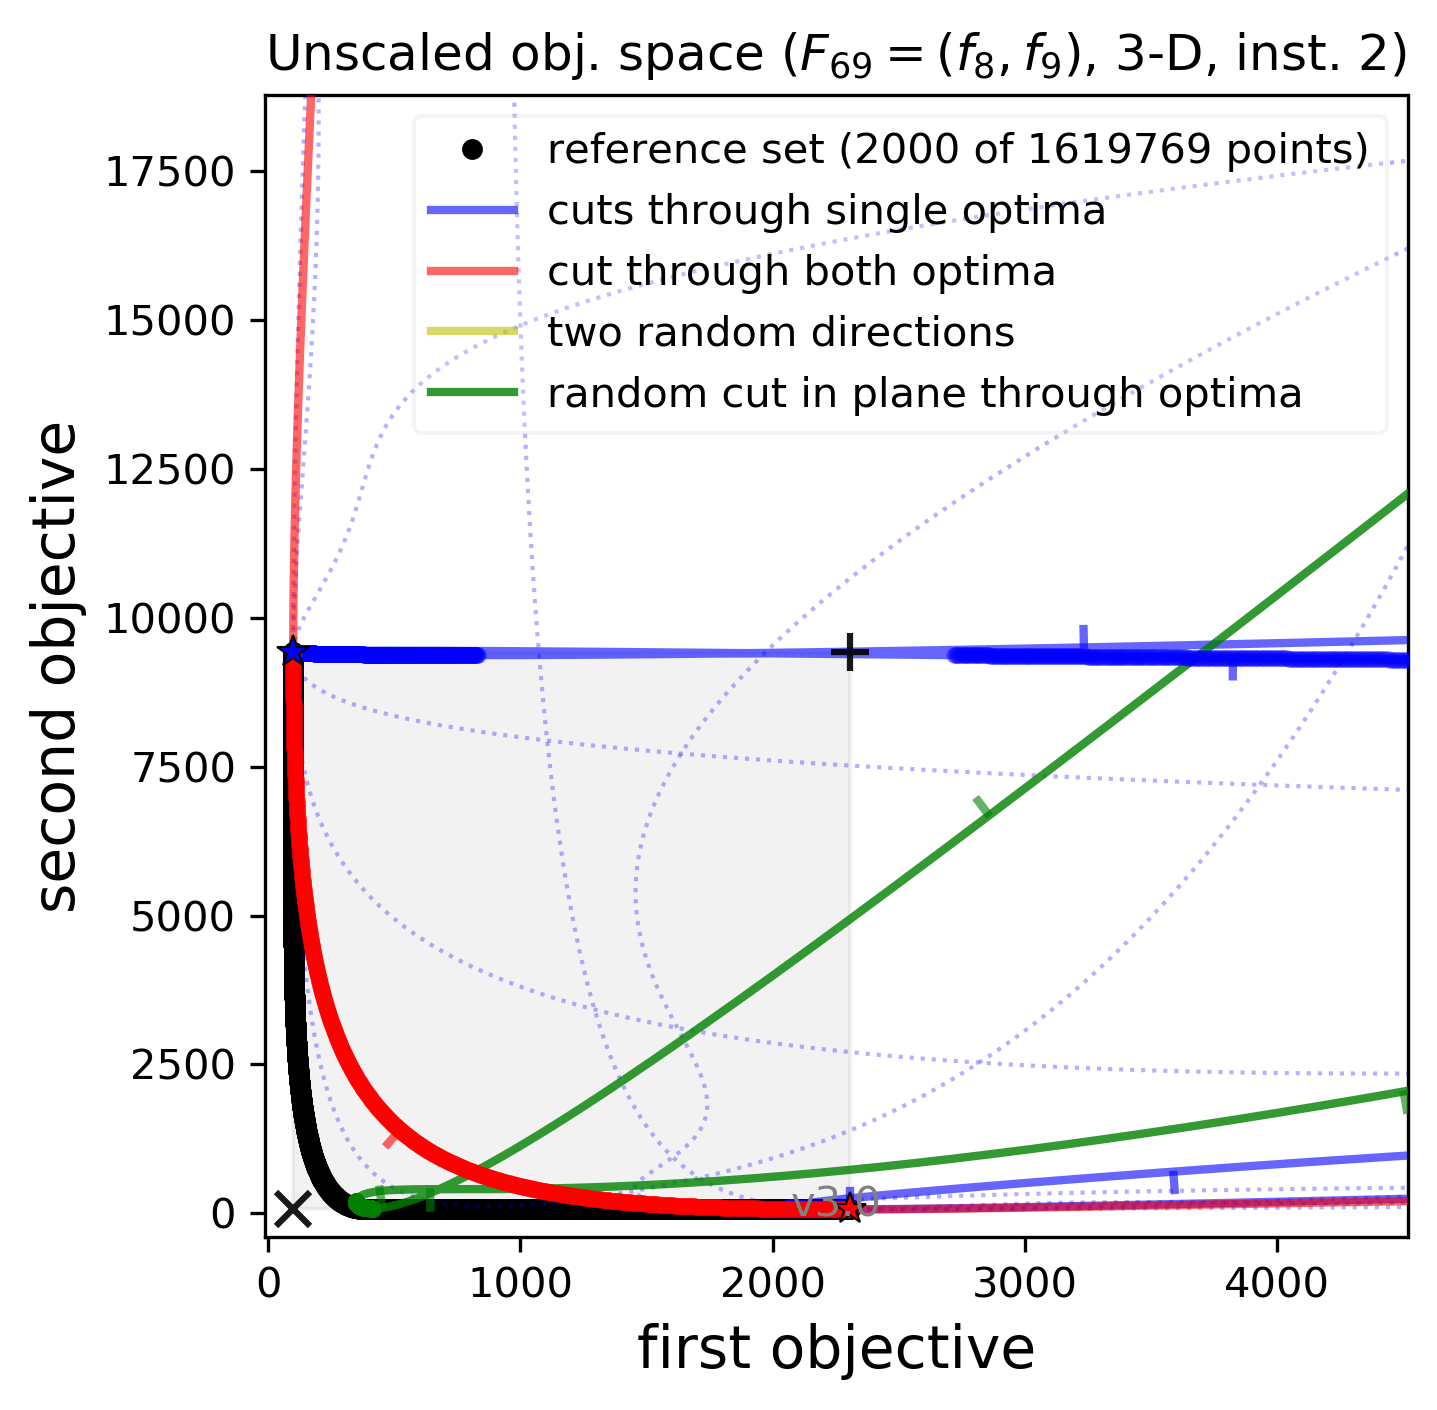 Unscaled obj. space (F69 = (f8, f9), 3-D, inst. 2)
reference set (2000 of 1619769 points)
cuts through single optima
cut through both optima
two random directions
random cut in plane through optima
second objective
17500
15000
12500
10000
7500
5000
2500
0
v3.0
0 1000 2000 3000 4000
first objective